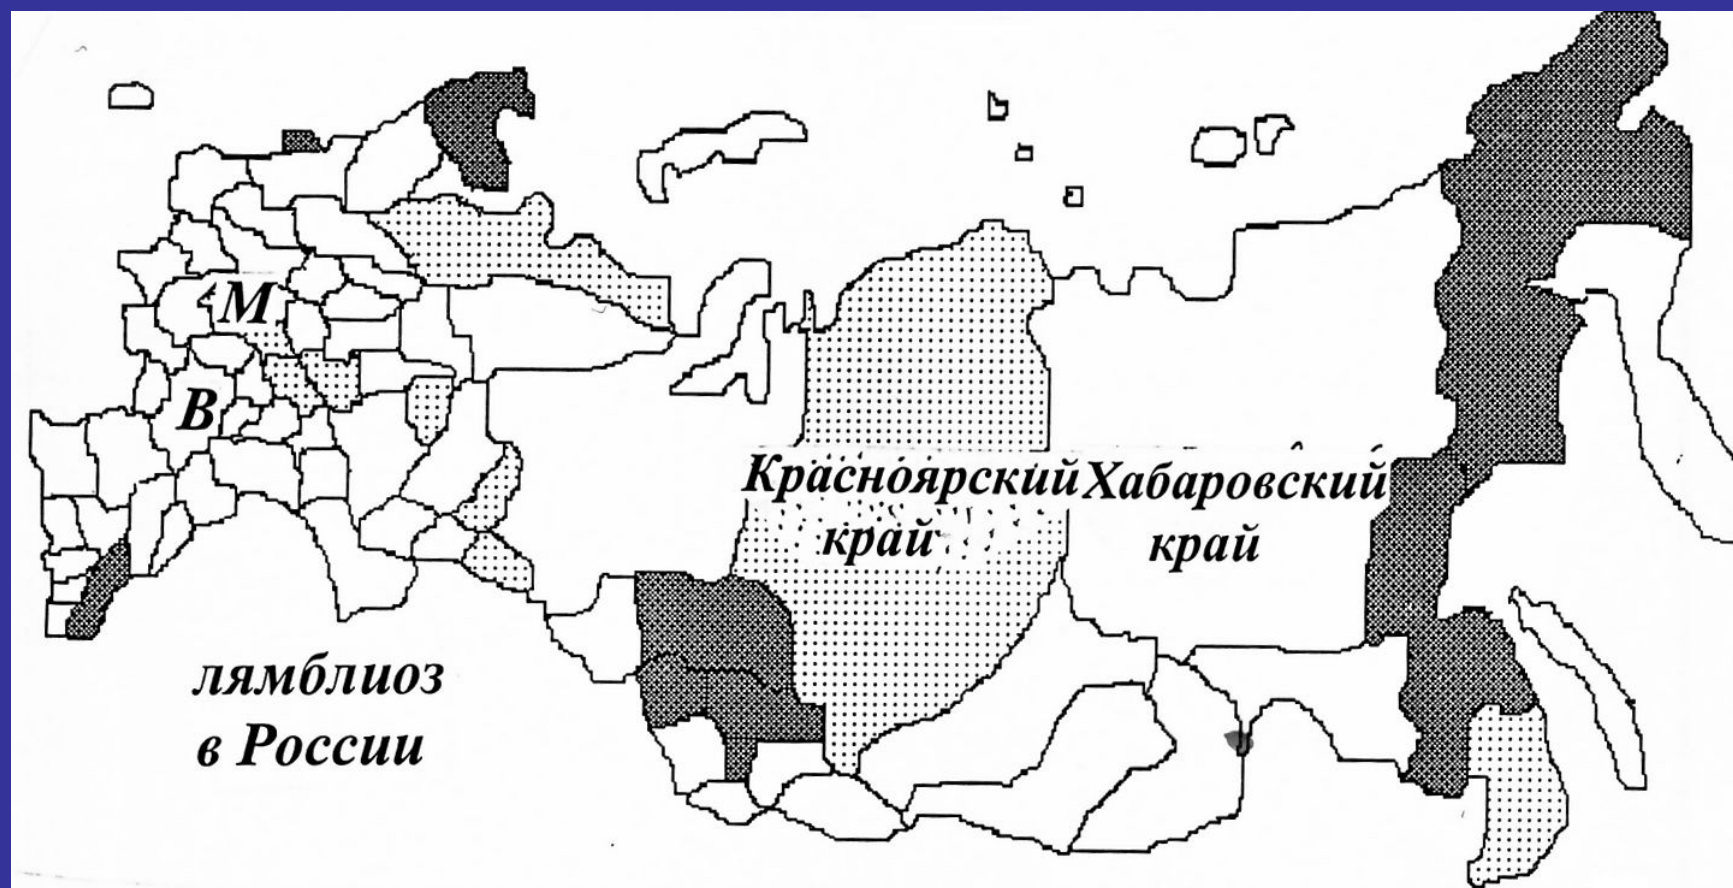 М
В
Красноярский
край
Хабаровский
край
лямблиоз
в России